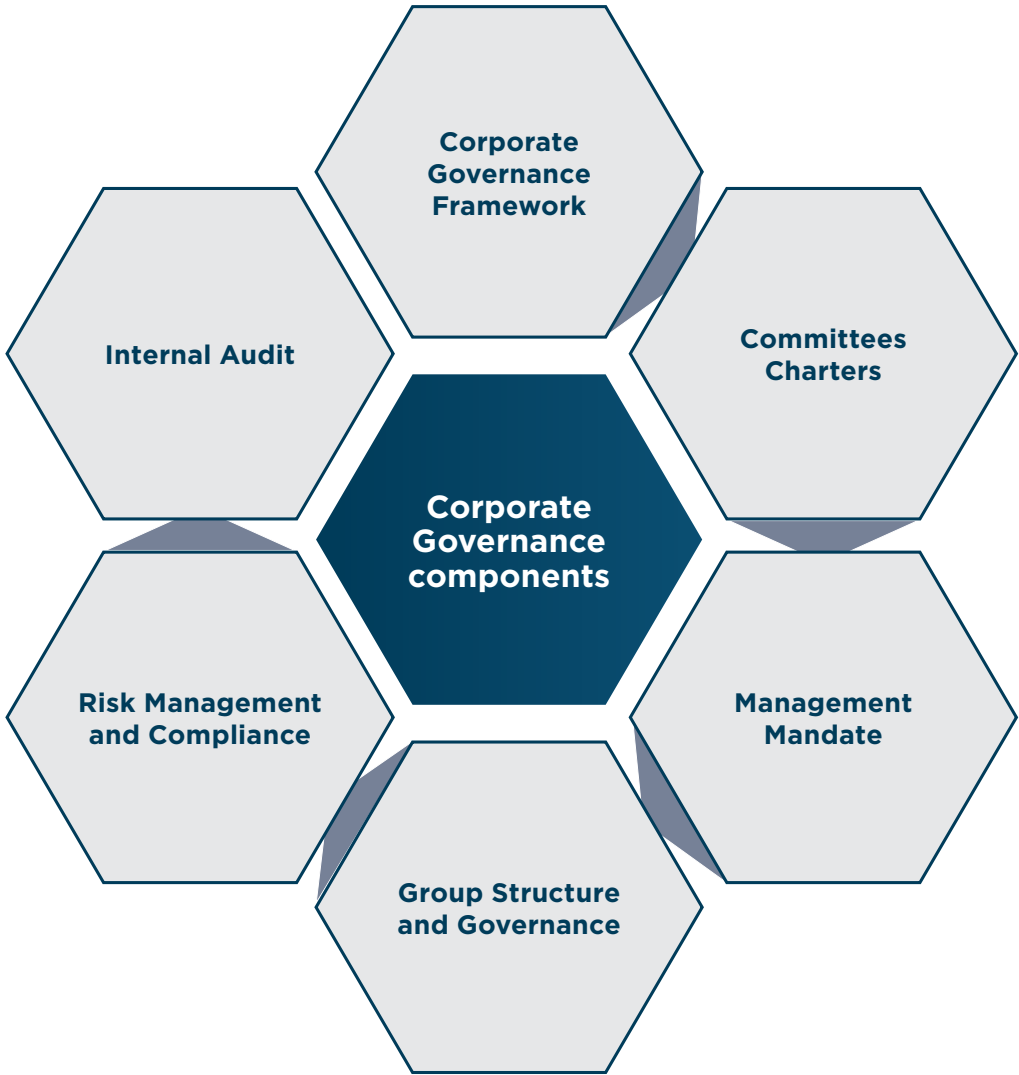 Corporate
Governance
Framework
Committees
Charters
Management
Mandate
Group Structure
and Governance
Risk Management
and Compliance
Internal Audit
Corporate
Governance
components